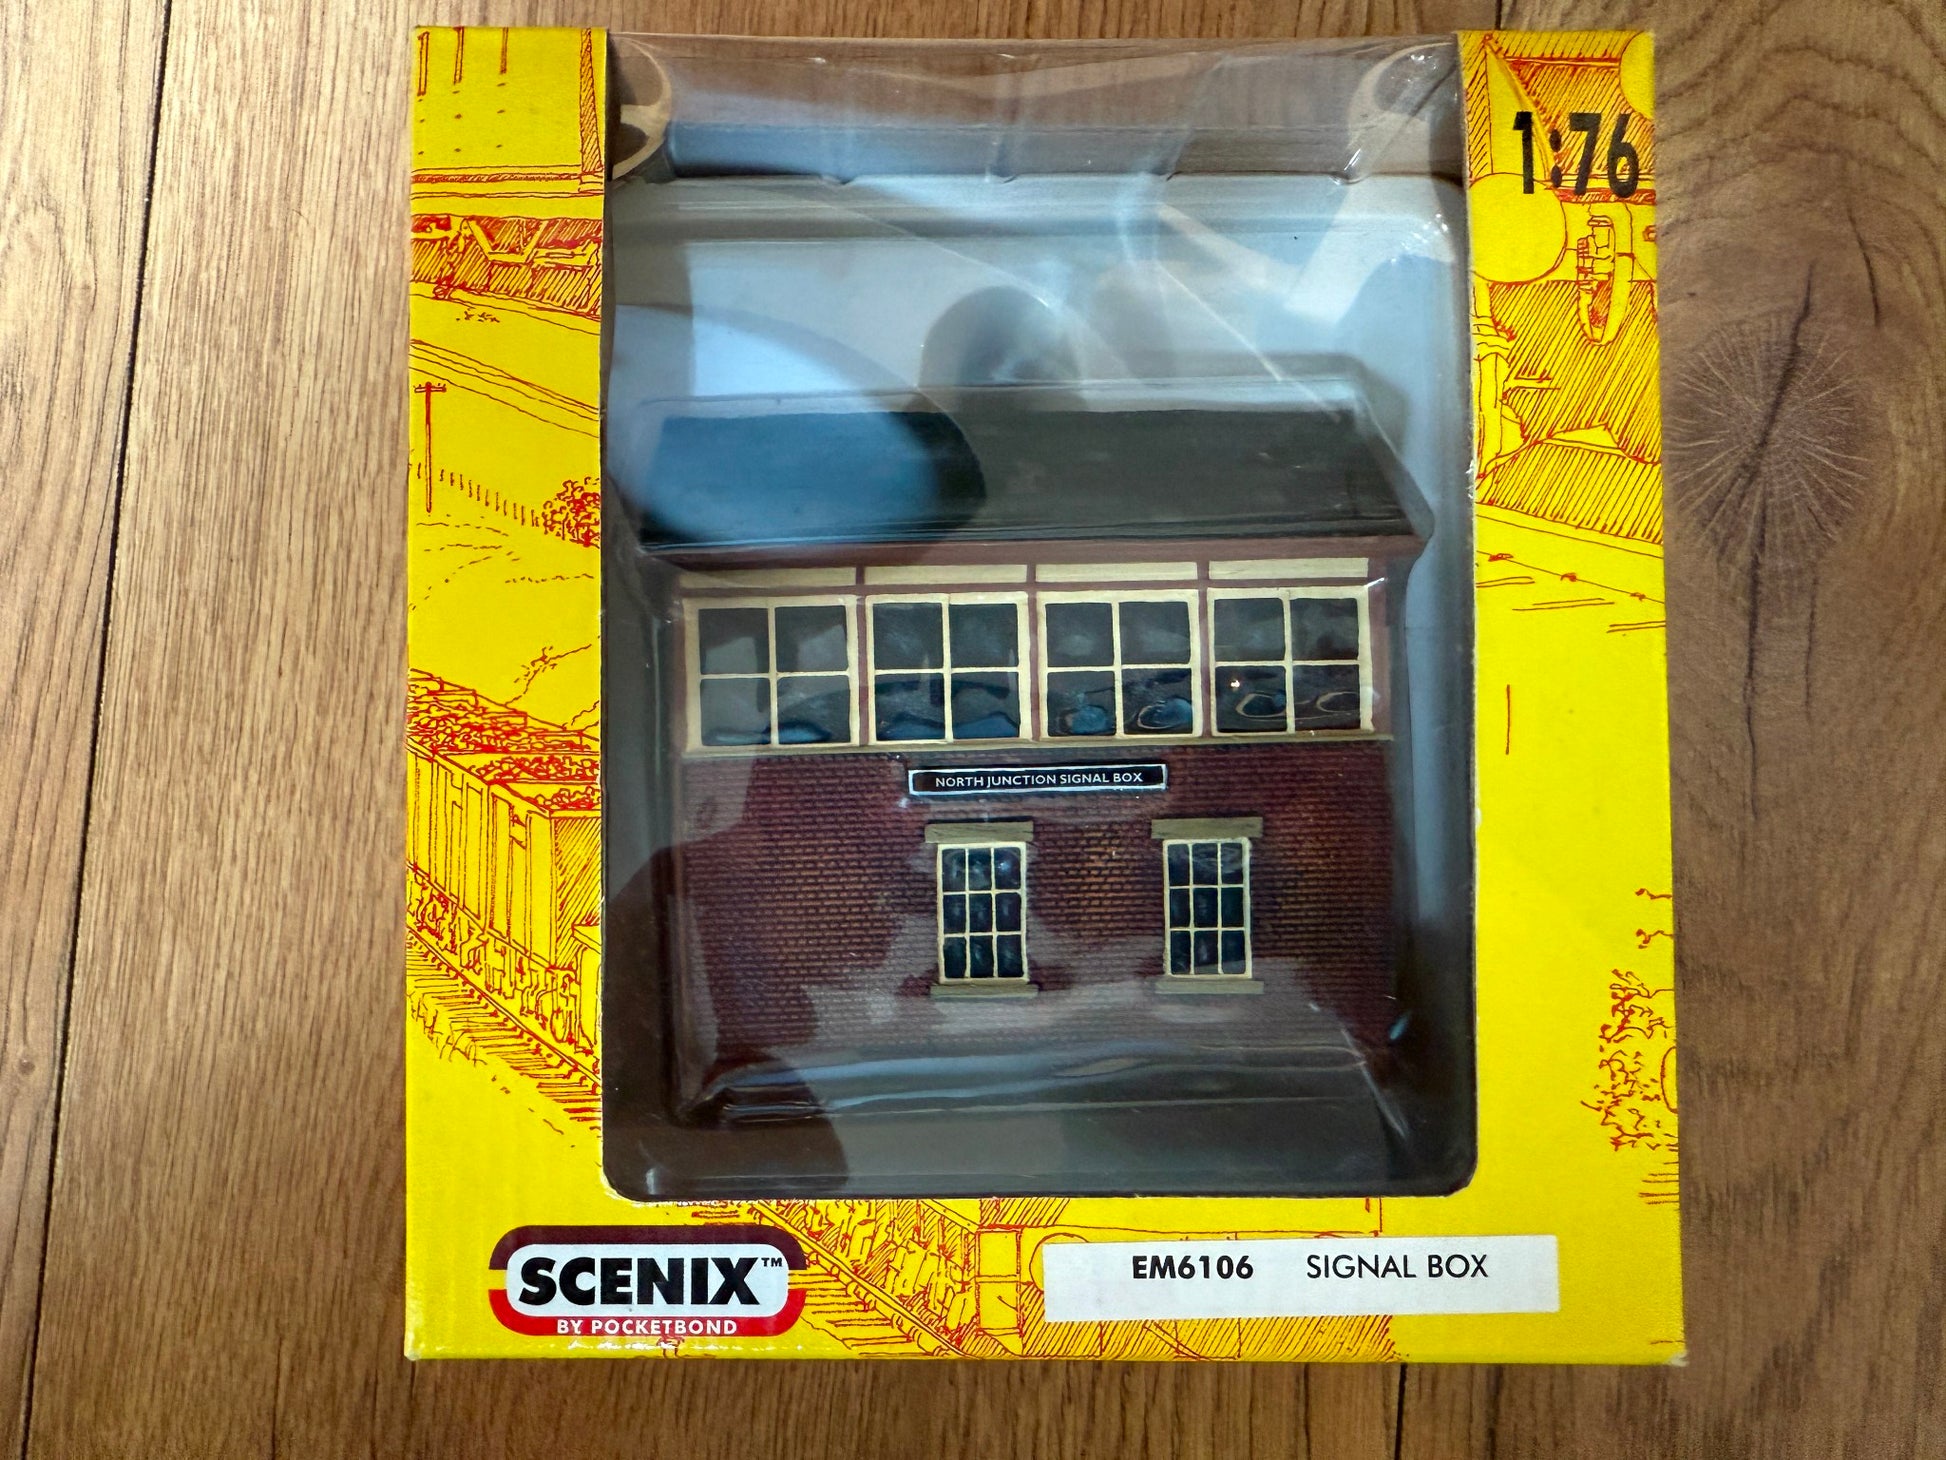 1:76
NORTH JUNCTION SIGNAL BOX
SCENIX™
BY POCKETBOND
EM6106 SIGNAL BOX